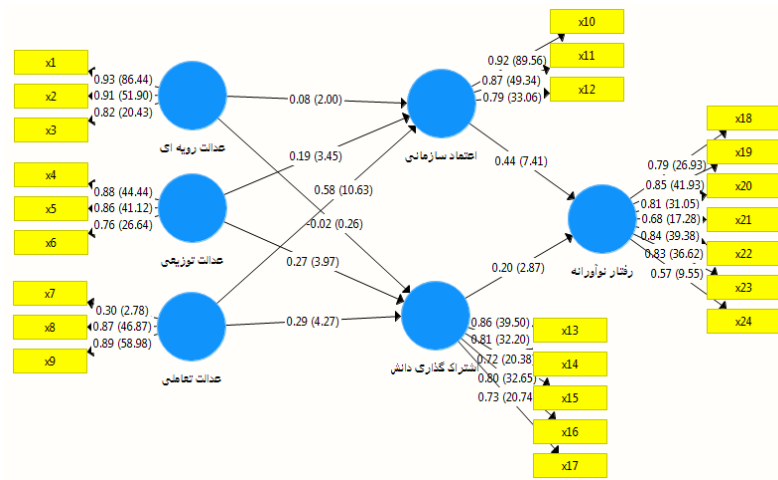 x1
x2
x3
0.93 (86.44)
0.91 (51.90)
0.82 (20.43)
عدالت رویه ای
x4
x5
x6
0.88 (44.44)
0.86 (41.12)
0.76 (26.64)
عدالت توزیعی
x7
x8
x9
0.30 (2.78)
0.87 (46.87)
0.89 (58.98)
عدالت تعاملی
0.08 (2.00)
0.19 (3.45)
0.58 (10.63)
-0.02 (0.26)
0.27 (3.97)
0.29 (4.27)
x10
x11
x12
0.92 (89.56)
0.87 (49.34)
0.79 (33.06)
اعتماد سازمانی
0.44 (7.41)
0.20 (2.87)
اشتراک گذاری دانش
0.86 (39.50)
0.81 (32.20)
0.72 (20.38)
0.80 (32.65)
0.73 (20.74)
x13
x14
x15
x16
x17
رفتار نوآورانه
0.79 (26.93)
0.85 (41.93)
0.81 (31.05)
0.68 (17.28)
0.84 (39.38)
0.83 (36.62)
0.57 (9.55)
x18
x19
x20
x21
x22
x23
x24